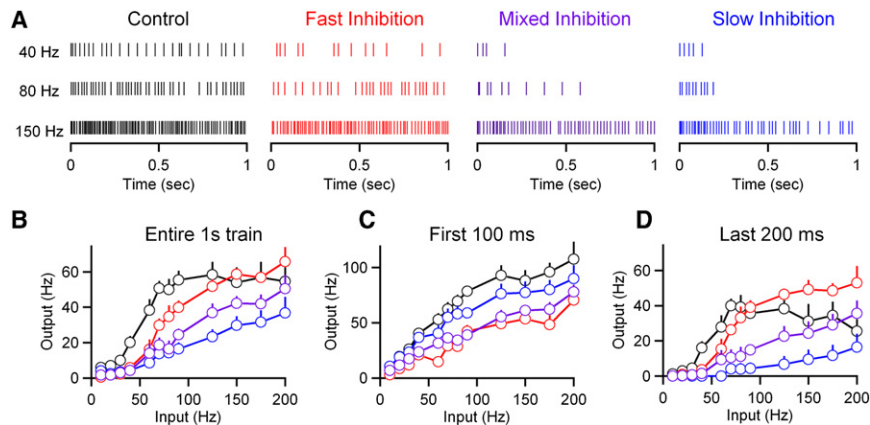 A
Control
Fast Inhibition
Mixed Inhibition
Slow Inhibition
40 Hz
80 Hz
150 Hz
0 0.5 1
0 0.5 1
0 0.5 1
0 0.5 1
Time (sec)
Time (sec)
Time (sec)
Time (sec)
B
Entire 1s train
Output (Hz)
60
40
20
0
0 50 100 150 200
Input (Hz)
C
First 100 ms
Output (Hz)
100
50
0
0 50 100 150 200
Input (Hz)
D
Last 200 ms
Output (Hz)
60
40
20
0
0 50 100 150 200
Input (Hz)